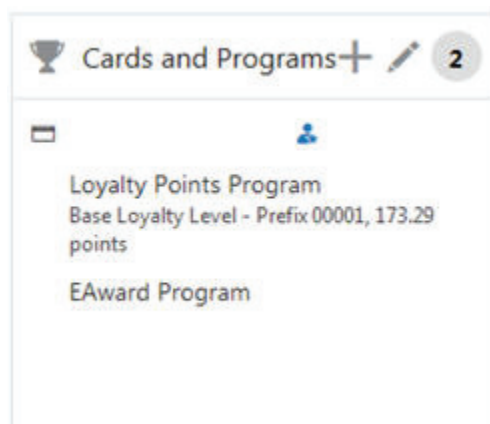 Cards and Programs 2
Loyalty Points Program
Base Loyalty Level - Prefix 00001, 173.29
points
EAward Program